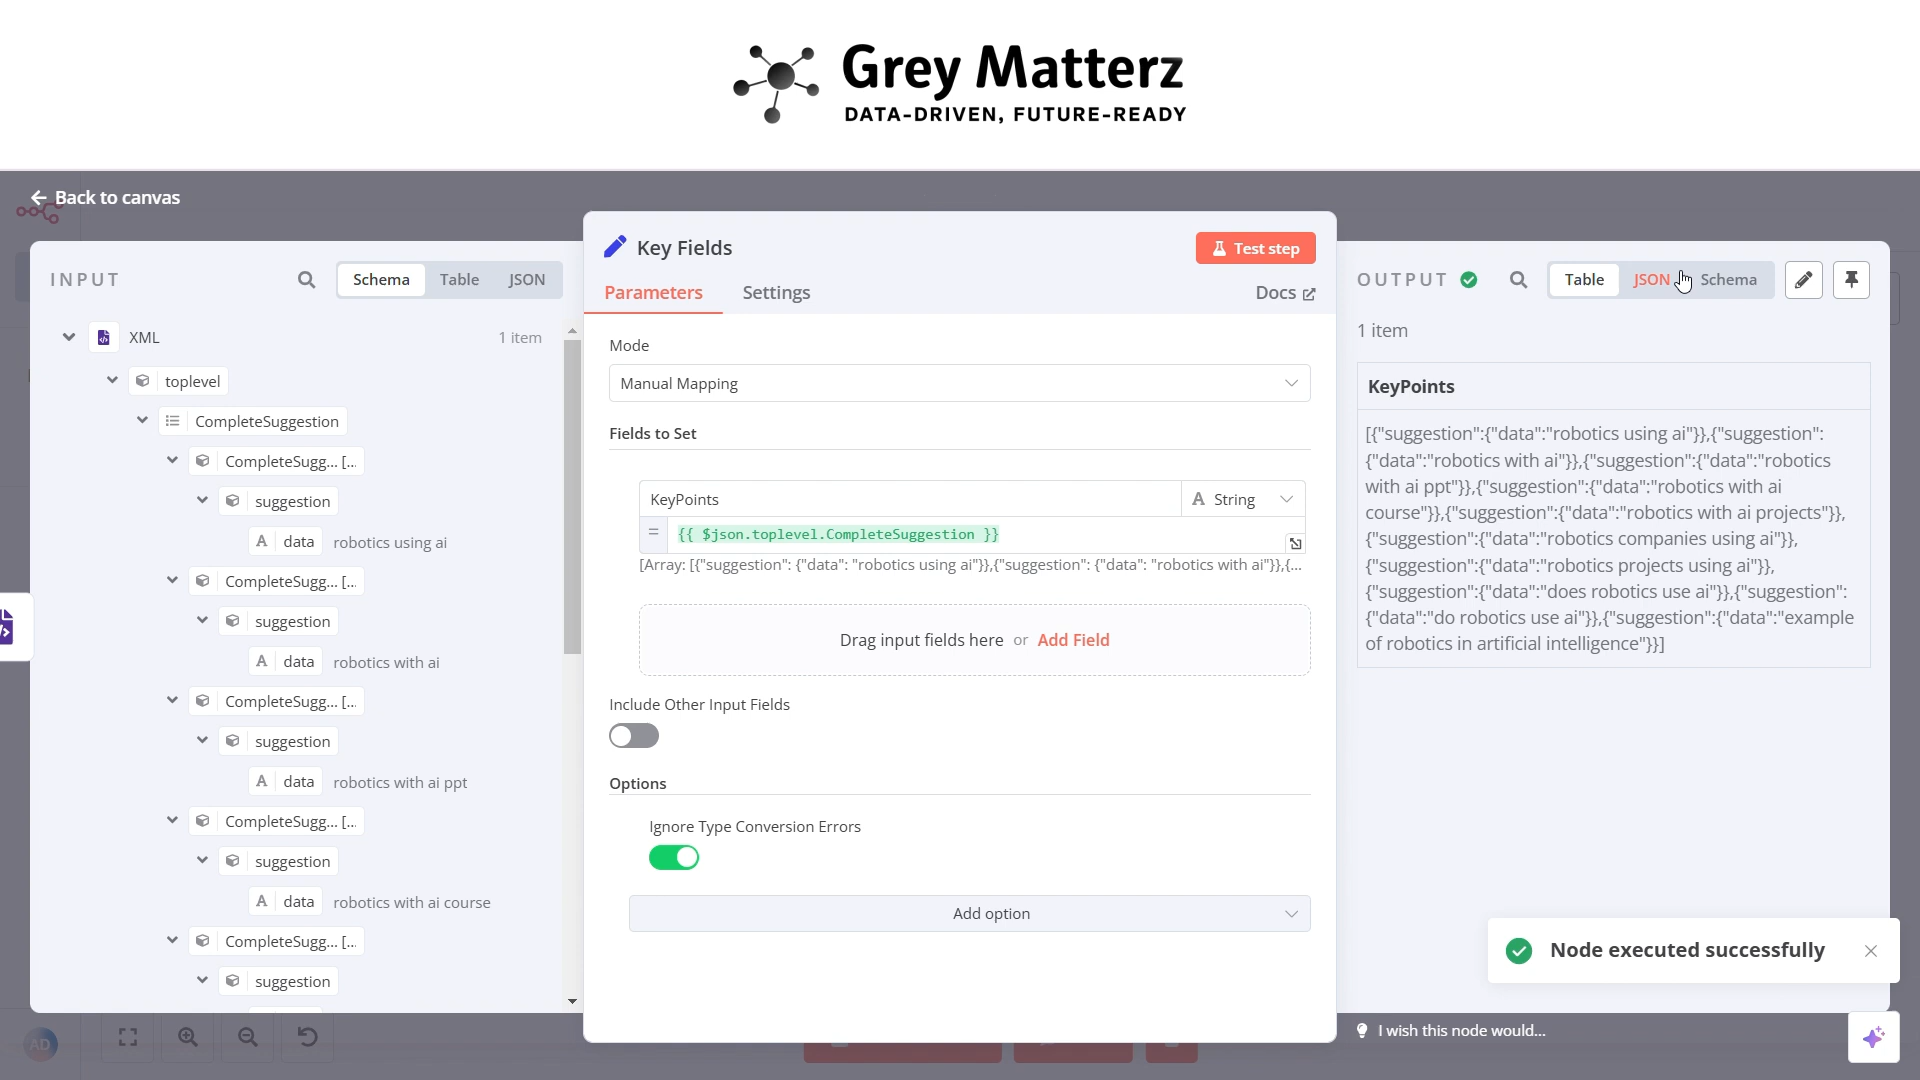 Grey Matterz
DATA-DRIVEN, FUTURE-READY
Back to canvas
INPUT
Schema Table JSON
XML 1 item
toplevel
CompleteSuggestion
CompleteSugg... [...
suggestion
A data robotics using ai
CompleteSugg... [...
suggestion
A data robotics with ai
CompleteSugg... [...
suggestion
A data robotics with ai ppt
CompleteSugg... [...
suggestion
A data robotics with ai course
CompleteSugg... [...
suggestion
Key Fields
Test step
Parameters Settings Docs
Mode
Manual Mapping
Fields to Set
KeyPoints A String
= {{ $json.toplevel.CompleteSuggestion }}
[Array: [{"suggestion": {"data": "robotics using ai"}},{"suggestion": {"data": "robotics with ai"}},{...
Drag input fields here or Add Field
Include Other Input Fields
Options
Ignore Type Conversion Errors
Add option
OUTPUT
Table JSON Schema
1 item
KeyPoints
[{"suggestion":{"data":"robotics using ai"}},{"suggestion":
{"data":"robotics with ai"}},{"suggestion":{"data":"robotics
with ai ppt"}},{"suggestion":{"data":"robotics with ai
course"}},{"suggestion":{"data":"robotics with ai projects"}},
{"suggestion":{"data":"robotics companies using ai"}},
{"suggestion":{"data":"robotics projects using ai"}},
{"suggestion":{"data":"does robotics use ai"}},{"suggestion":
{"data":"do robotics use ai"}},{"suggestion":{"data":"example
of robotics in artificial intelligence"}}]
Node executed successfully
I wish this node would...
AD